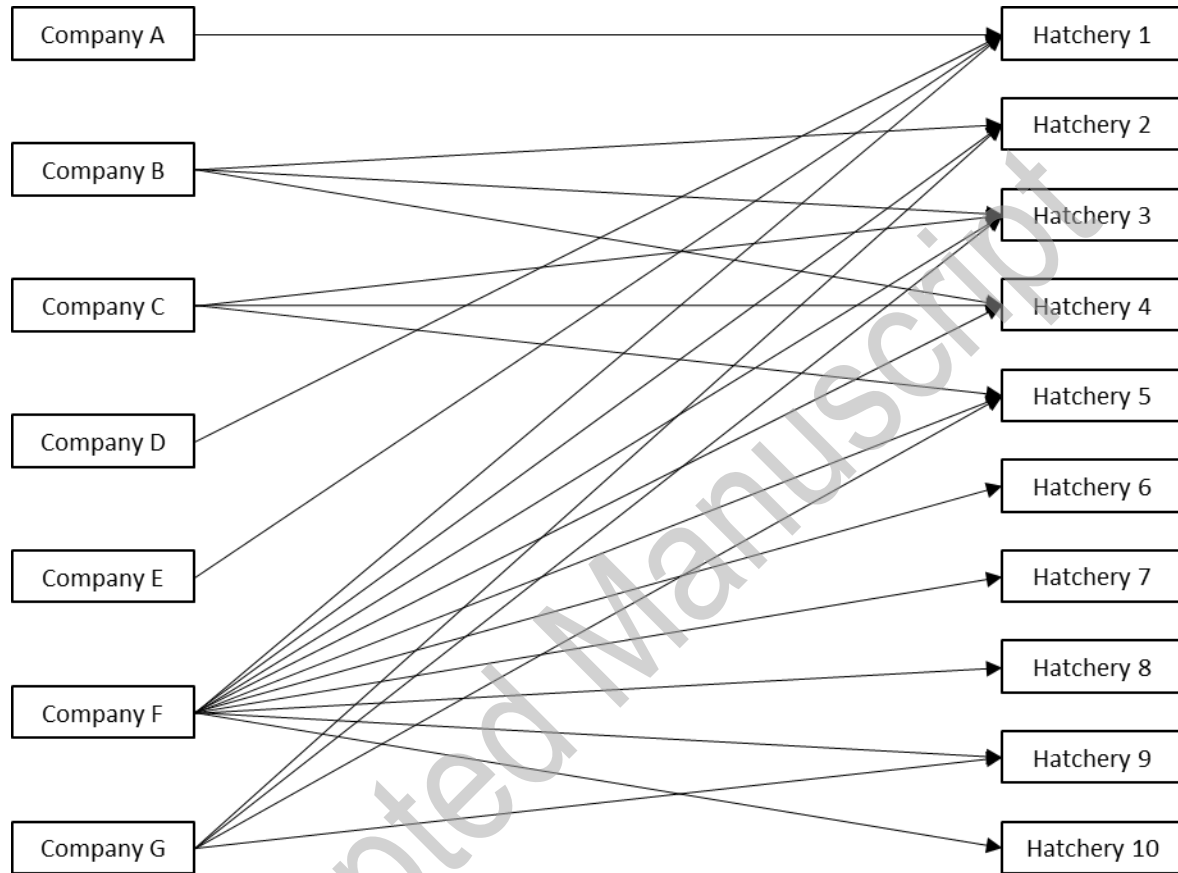 Company A
Hatchery 1
Hatchery 2
Company B
Hatchery 3
Company C
Hatchery 4
Hatchery 5
Company D
Hatchery 6
Company E
Hatchery 7
Hatchery 8
Company F
Hatchery 9
Company G
Hatchery 10
pted Manuscript